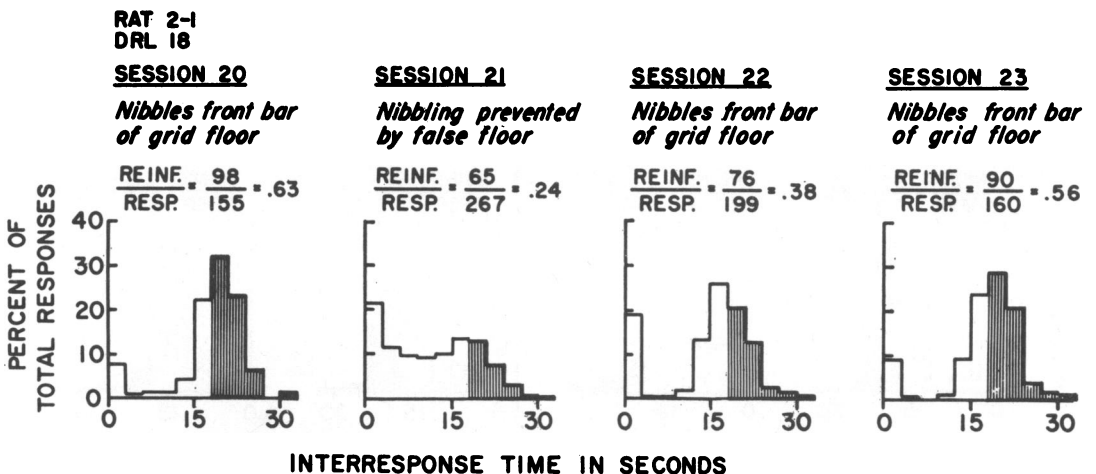 RAT 2-1
DRL 18
SESSION 20
Nibbles front bar
of grid floor
REINF. / RESP. = 98 / 155 = .63
SESSION 21
Nibbling prevented
by false floor
REINF. / RESP. = 65 / 267 = .24
SESSION 22
Nibbles front bar
of grid floor
REINF. / RESP. = 76 / 199 = .38
SESSION 23
Nibbles front bar
of grid floor
REINF. / RESP. = 90 / 160 = .56
PERCENT OF
TOTAL RESPONSES
40
30
20
10
0
0 15 30
0 15 30
0 15 30
0 15 30
INTERRESPONSE TIME IN SECONDS